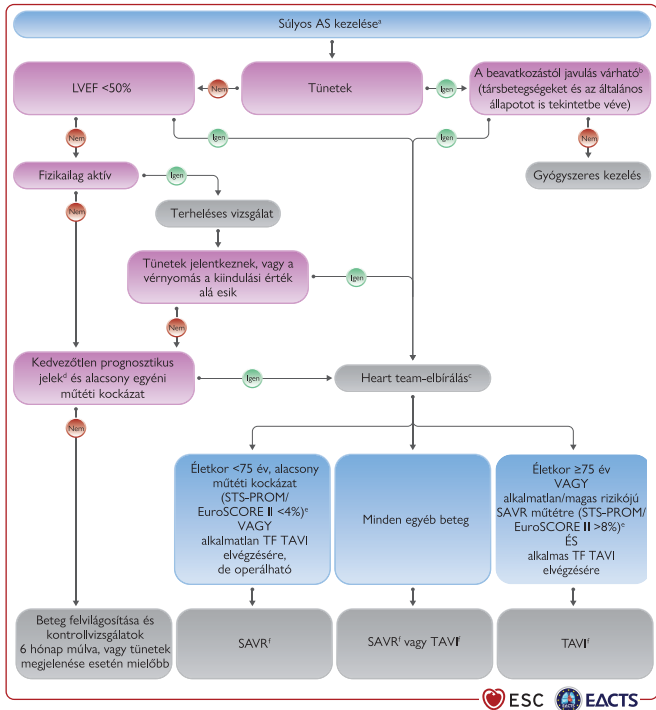 Súlyos AS kezeléseᵃ
LVEF <50%
Nem
Tünetek
Igen
A beavatkozástól javulás várhatóᵇ
(társbetegségeket és az általános
állapotot is tekintetbe véve)
Nem
Igen
Igen
Nem
Fizikailag aktív
Igen
Gyógyszeres kezelés
Nem
Terheléses vizsgálat
Tünetek jelentkeznek, vagy a
vérnyomás a kiindulási érték
alá esik
Igen
Nem
Kedvezőtlen prognosztikus
jelekᵈ és alacsony egyéni
műtéti kockázat
Igen
Heart team-elbírálásᶜ
Nem
Életkor <75 év, alacsony
műtéti kockázat
(STS-PROM/
EuroSCORE II <4%)ᵉ
VAGY
alkalmatlan TF TAVI
elvégzésére,
de operálható
Minden egyéb beteg
Életkor ≥75 év
VAGY
alkalmatlan/magas rizikójú
SAVR műtétre (STS-PROM/
EuroSCORE II >8%)ᵉ
ÉS
alkalmas TF TAVI
elvégzésére
Beteg felvilágosítása és
kontrollvizsgálatok
6 hónap múlva, vagy tünetek
megjelenése esetén mielőbb
SAVRᶠ
SAVRᶠ vagy TAVIᶠ
TAVIᶠ
ESC
EACTS
EACTS